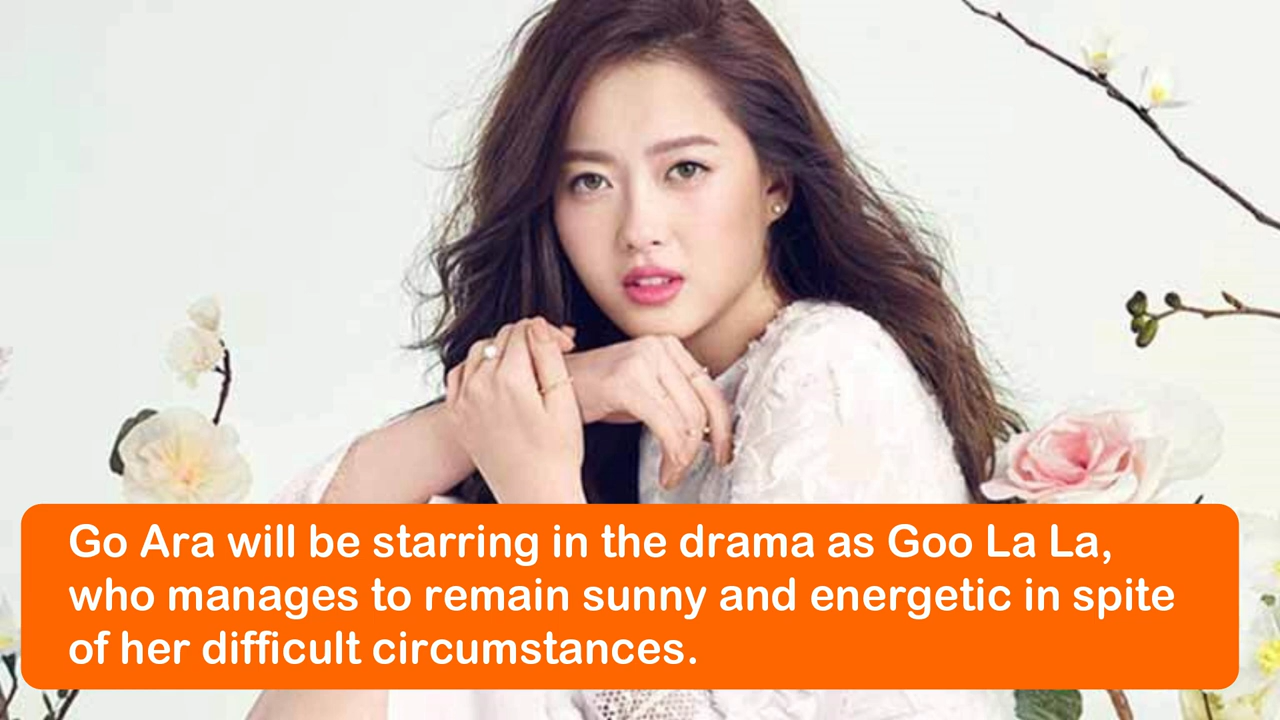 Go Ara will be starring in the drama as Goo La La,
who manages to remain sunny and energetic in spite
of her difficult circumstances.